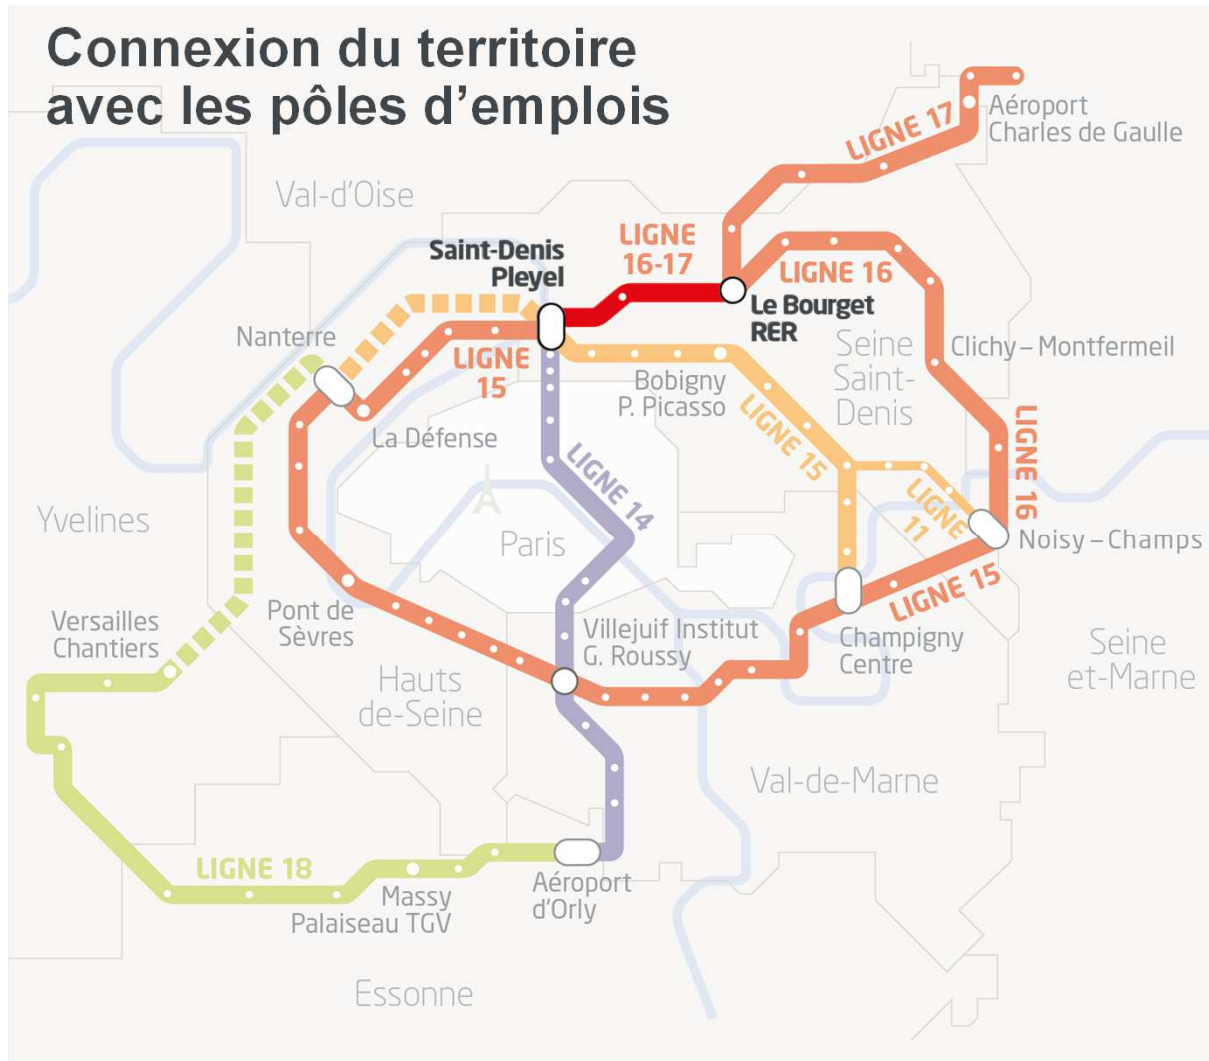 Connexion du territoire
avec les pôles d'emplois
Aéroport
Charles de Gaulle
LIGNE 17
Val-d'Oise
Saint-Denis
Pleyel
LIGNE
16-17
LIGNE 16
Le Bourget
RER
Nanterre
LIGNE
15
Seine
Saint-
Denis
Clichy – Montfermeil
Bobigny
P. Picasso
La Défense
LIGNE 15
LIGNE 16
LIGNE 14
LIGNE
11
Yvelines
Paris
Noisy – Champs
LIGNE 15
Versailles
Chantiers
Pont de
Sèvres
Villejuif Institut
G. Roussy
Champigny
Centre
Seine
et-Marne
Hauts
de-Seine
Val-de-Marne
LIGNE 18
Massy
Palaiseau TGV
Aéroport
d'Orly
Essonne